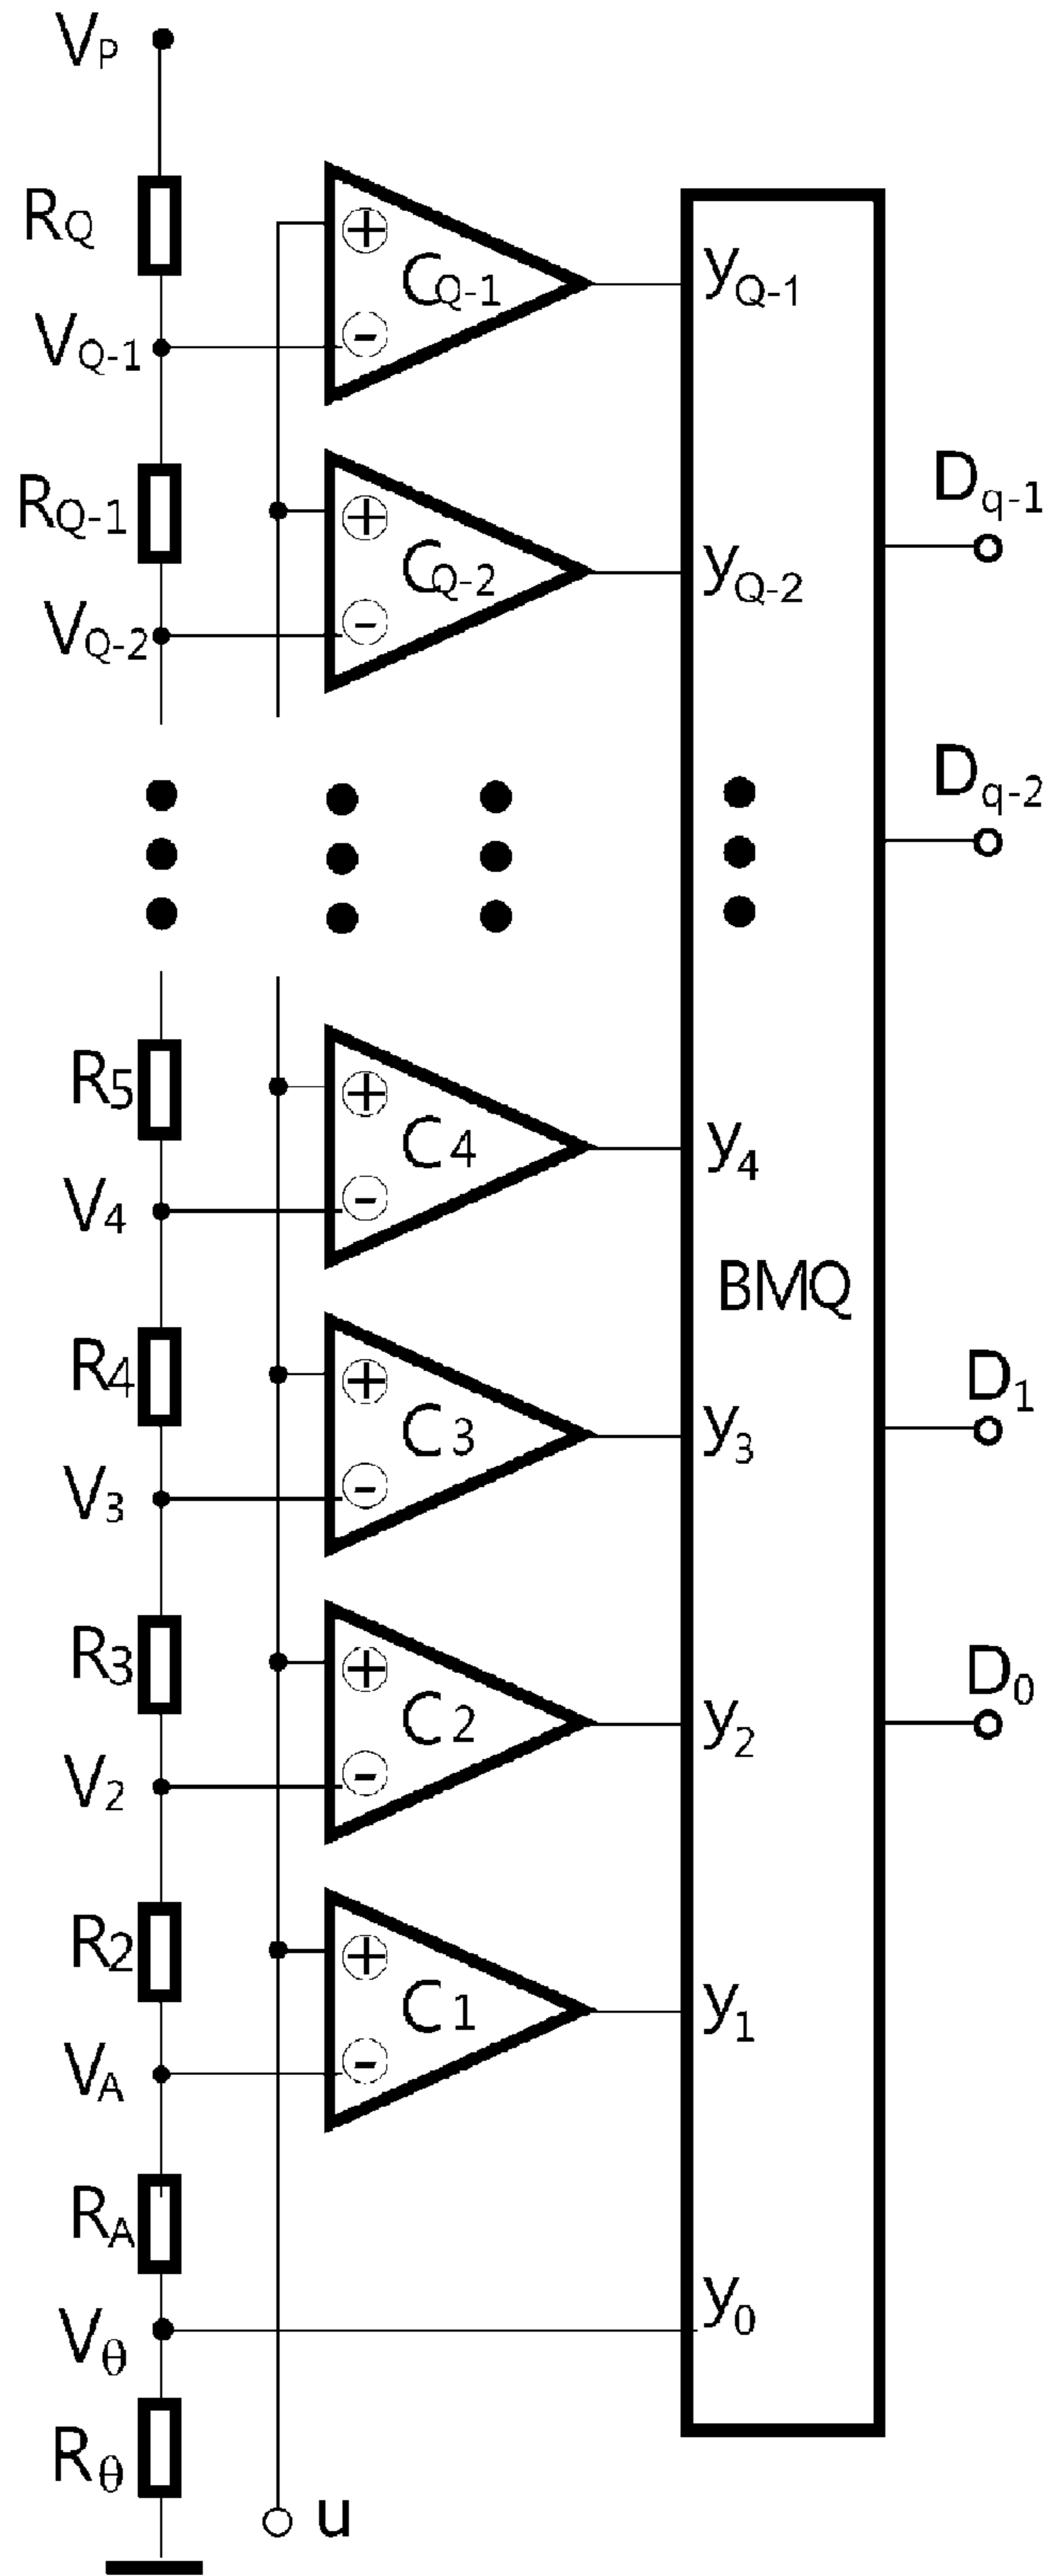 VP
RQ
+
CQ-1
yQ-1
VQ-1
-
Dq-1
RQ-1
+
CQ-2
yQ-2
VQ-2
-
Dq-2
R5
+
C4
y4
V4
-
BMQ
R4
+
D1
C3
y3
V3
-
R3
+
D0
C2
y2
V2
-
R2
+
C1
y1
VA
-
RA
y0
Vθ
Rθ
u